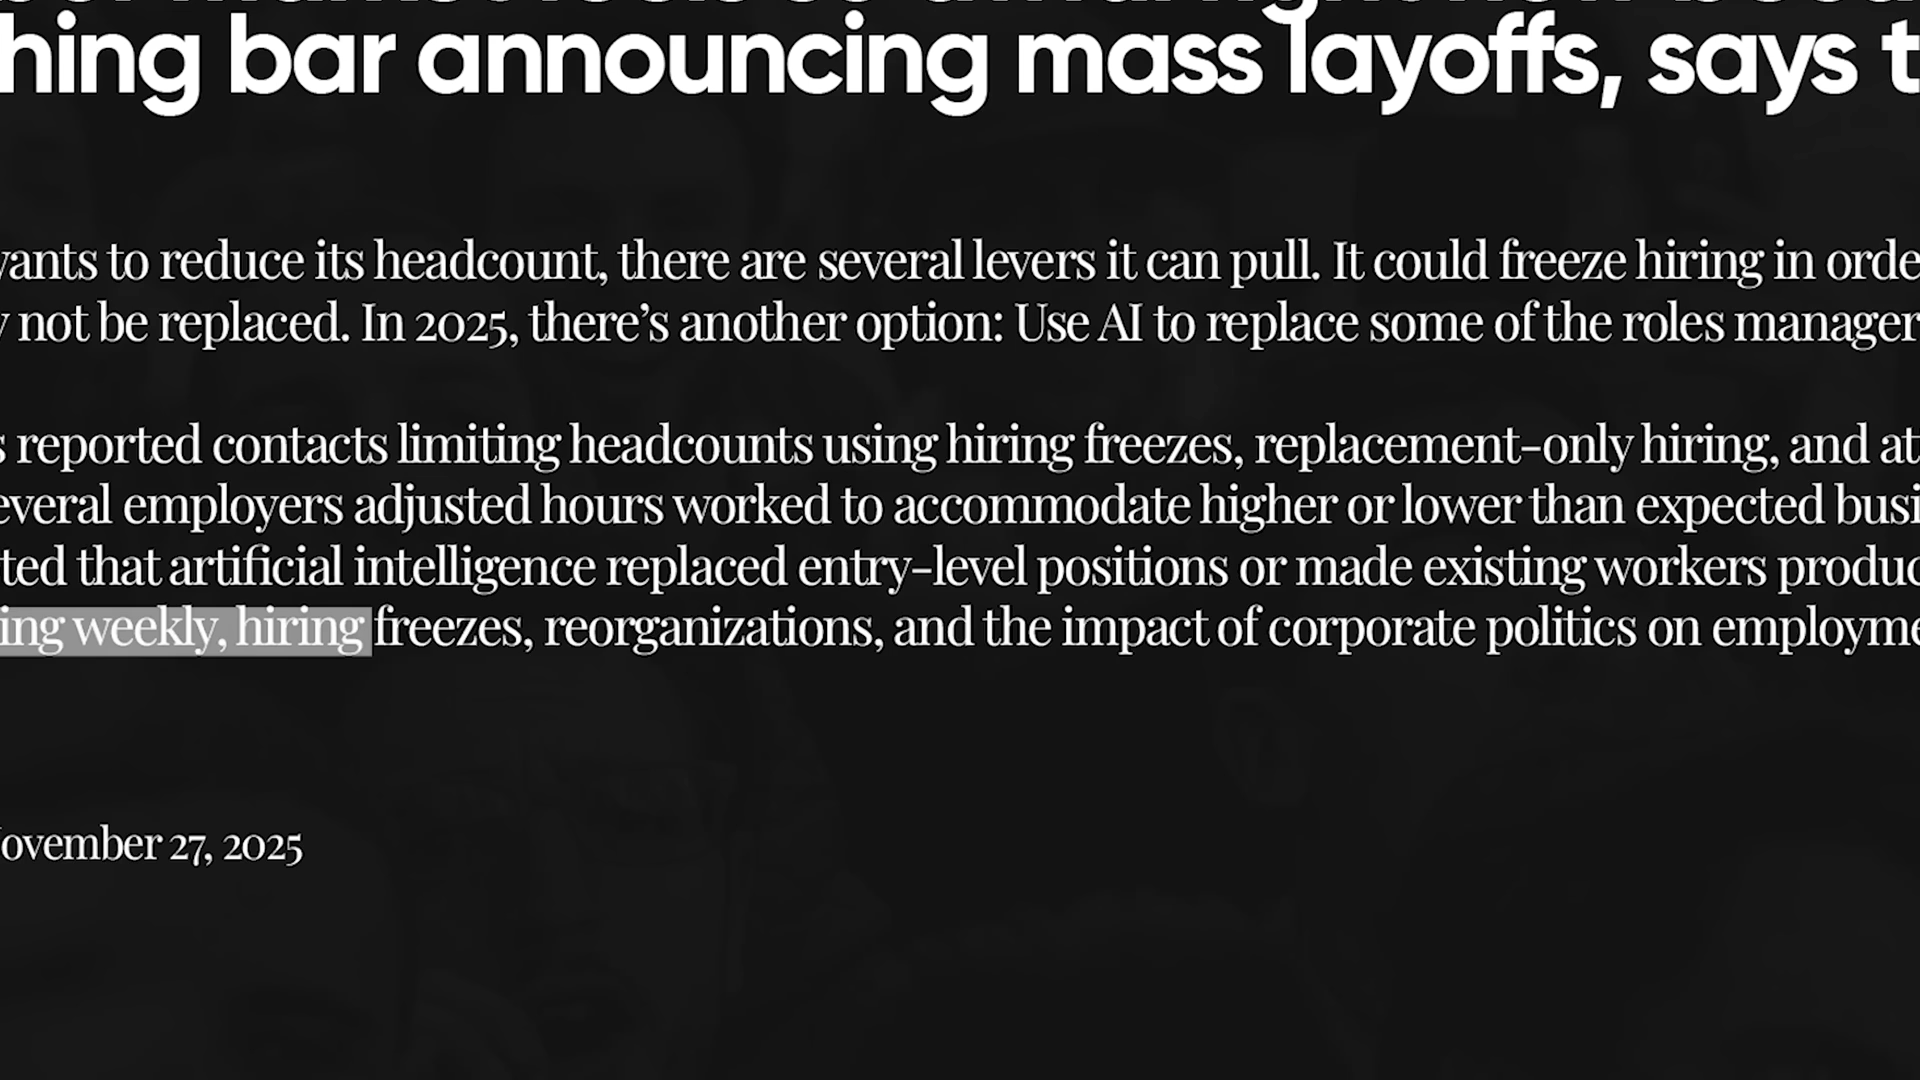 hing bar announcing mass layoffs, says t
vants to reduce its headcount, there are several levers it can pull. It could freeze hiring in orde
not be replaced. In 2025, there's another option: Use AI to replace some of the roles manager
s reported contacts limiting headcounts using hiring freezes, replacement-only hiring, and at
everal employers adjusted hours worked to accommodate higher or lower than expected busi
ted that artificial intelligence replaced entry-level positions or made existing workers produc
ing weekly, hiring freezes, reorganizations, and the impact of corporate politics on employme
ovember 27, 2025